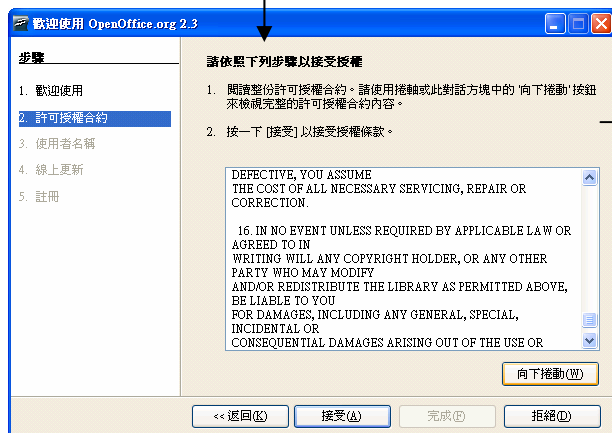 歡迎使用 OpenOffice.org 2.3
步驟
1. 歡迎使用
2. 許可授權合約
3. 使用者名稱
4. 線上更新
5. 註冊
請依照下列步驟以接受授權
1. 閱讀整份許可授權合約。請使用捲軸或此對話方塊中的 '向下捲動' 按鈕
來檢視完整的許可授權合約內容。
2. 按一下 [接受] 以接受授權條款。
DEFECTIVE, YOU ASSUME
THE COST OF ALL NECESSARY SERVICING, REPAIR OR
CORRECTION.
16. IN NO EVENT UNLESS REQUIRED BY APPLICABLE LAW OR
AGREED TO IN
WRITING WILL ANY COPYRIGHT HOLDER, OR ANY OTHER
PARTY WHO MAY MODIFY
AND/OR REDISTRIBUTE THE LIBRARY AS PERMITTED ABOVE,
BE LIABLE TO YOU
FOR DAMAGES, INCLUDING ANY GENERAL, SPECIAL,
INCIDENTAL OR
CONSEQUENTIAL DAMAGES ARISING OUT OF THE USE OR
向下捲動(W)
<< 返回(K)
接受(A)
完成(F)
拒絕(D)